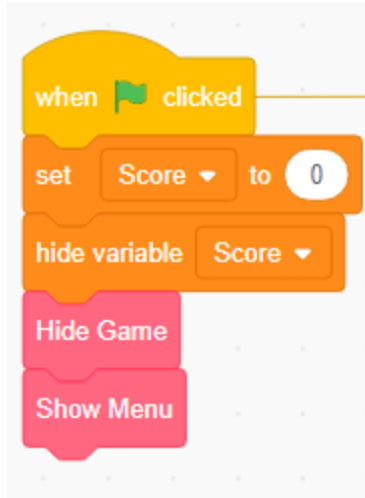 when clicked
set Score to 0
hide variable Score
Hide Game
Show Menu